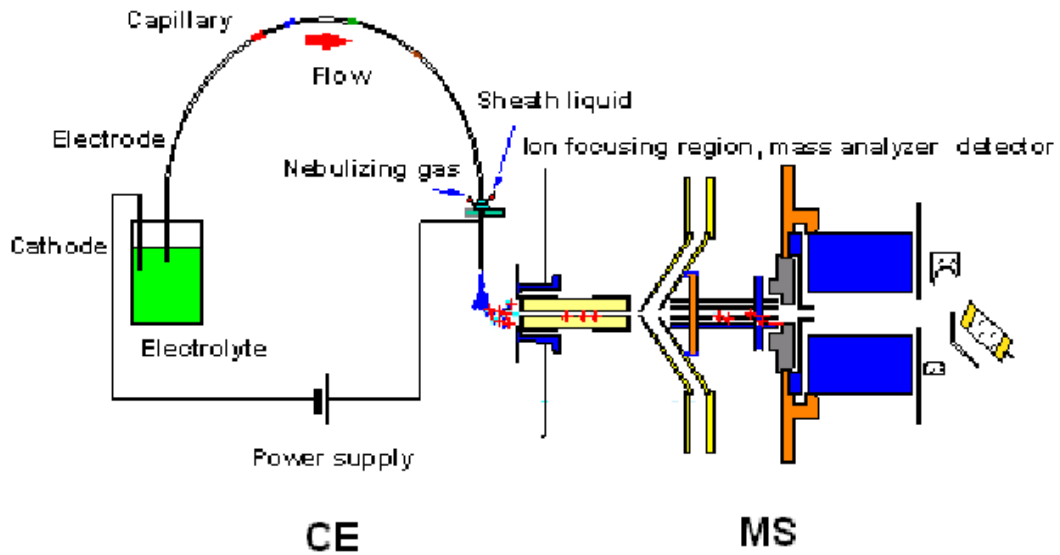 Capillary
Flow
Sheath liquid
Electrode
Ion focusing region, mass analyzer detector
Nebulizing gas
Cathode
Electrolyte
Power supply
CE
MS